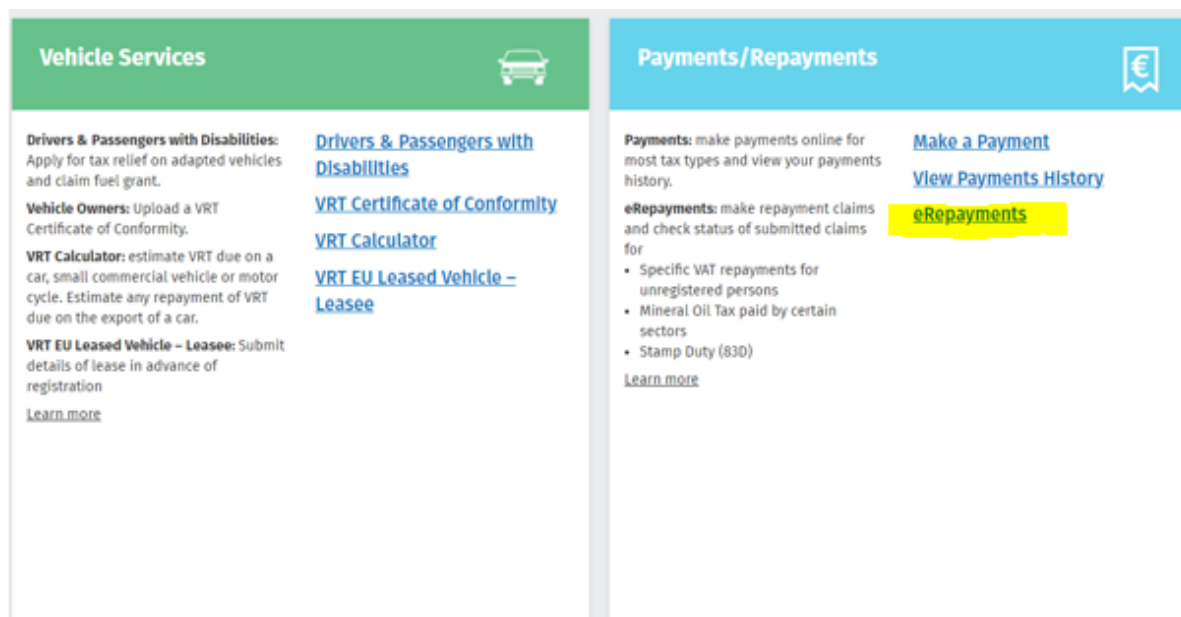 Vehicle Services
Drivers & Passengers with Disabilities:
Apply for tax relief on adapted vehicles
and claim fuel grant.
Vehicle Owners: Upload a VRT
Certificate of Conformity.
VRT Calculator: estimate VRT due on a
car, small commercial vehicle or motor
cycle. Estimate any repayment of VRT
due on the export of a car.
VRT EU Leased Vehicle – Leasee: Submit
details of lease in advance of
registration
Learn more
Drivers & Passengers with
Disabilities
VRT Certificate of Conformity
VRT Calculator
VRT EU Leased Vehicle –
Leasee
Payments/Repayments
€
Payments: make payments online for
most tax types and view your payments
history.
eRepayments: make repayment claims
and check status of submitted claims
for
• Specific VAT repayments for
unregistered persons
• Mineral Oil Tax paid by certain
sectors
• Stamp Duty (83D)
Learn more
Make a Payment
View Payments History
eRepayments